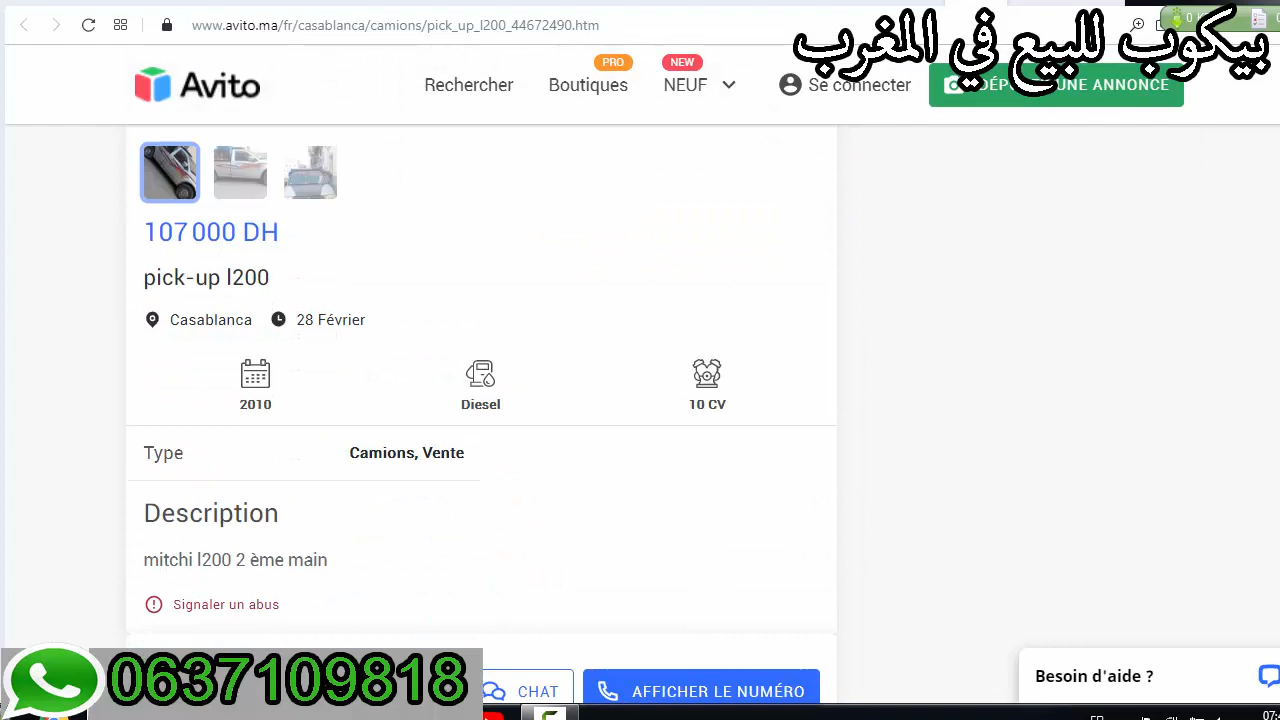 www.avito.ma/fr/casablanca/camions/pick_up_l200_44672490.htm
بيكوب للبيع في المغرب
Avito
Rechercher
PRO
Boutiques
NEW
NEUF
Se connecter
UNE ANNONCE
107 000 DH
pick-up l200
Casablanca 28 Février
2010 Diesel 10 CV
Type Camions, Vente
Description
mitchi l200 2 ème main
Signaler un abus
CHAT
AFFICHER LE NUMÉRO
Besoin d'aide ?
0637109818